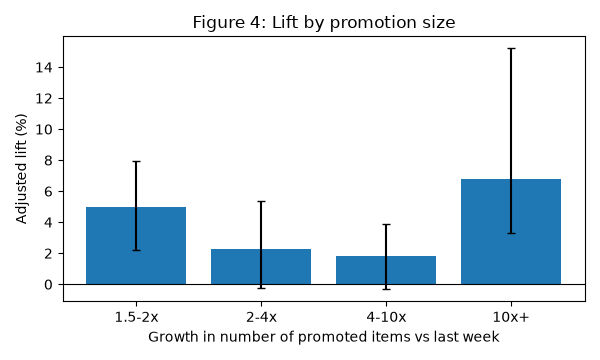 Figure 4: Lift by promotion size
Adjusted lift (%)
14
12
10
8
6
4
2
0
1.5-2x 2-4x 4-10x 10x+
Growth in number of promoted items vs last week